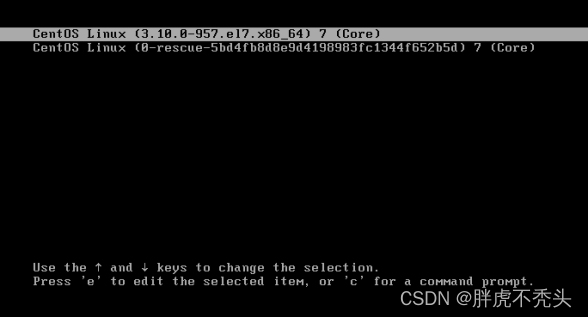 CentOS Linux (3.10.0-957.el7.x86_64) 7 (Core)
CentOS Linux (0-rescue-5bd4fb8d8e9d4198983fc1344f652b5d) 7 (Core)
Use the ↑ and ↓ keys to change the selection.
Press 'e' to edit the selected item, or 'c' for a command prompt.
CSDN @胖虎不秃头